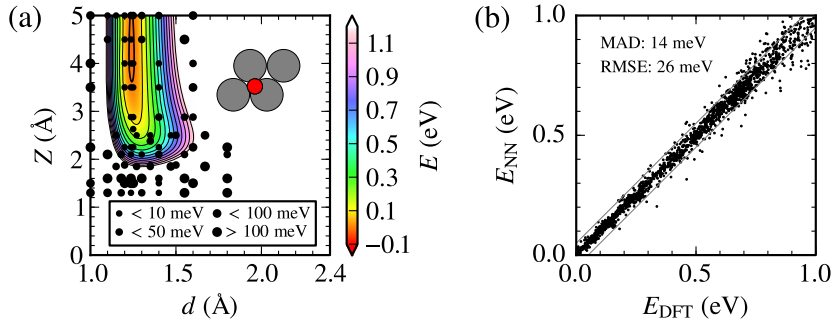 (a)
5
4
3
2
1
0
Z (Å)
1.0
1.2
1.6
2.0
2.4
d (Å)
< 10 meV
< 100 meV
< 50 meV
> 100 meV
1.1
0.9
0.7
0.5
0.3
0.1
−0.1
E (eV)
(b)
MAD: 14 meV
RMSE: 26 meV
1.0
0.5
0.0
E_NN (eV)
0.0
0.5
1.0
E_DFT (eV)